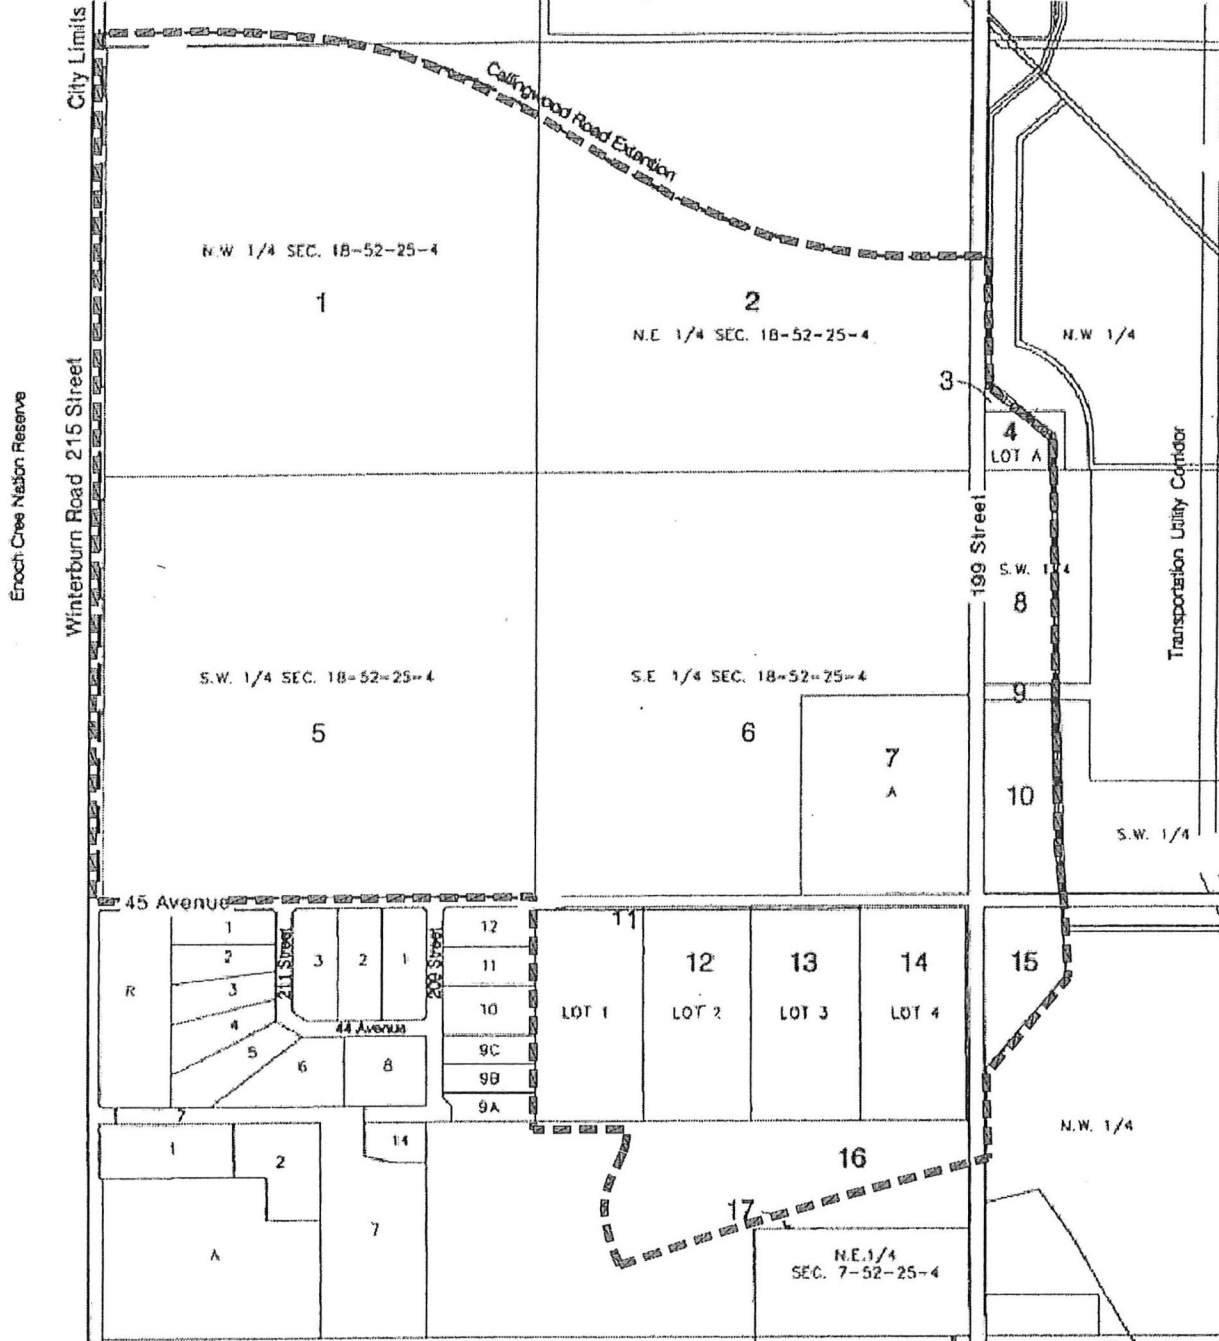 City Limits
Callingwood Road Extention
N.W 1/4 SEC. 18-52-25-4
1
2
N.E 1/4 SEC. 18-52-25-4
N.W 1/4
3
4
LOT A
Enoch Cree Nation Reserve
Winterburn Road 215 Street
199 Street
Transportation Utility Corridor
S.W. 1/4
8
S.W. 1/4 SEC. 18-52-25-4
S.E 1/4 SEC. 18-52-25-4
9
5
6
7
A
10
S.W. 1/4
45 Avenue
11
1
2
3
4
5
6
7
R
211 Street
3
2
1
209 Street
44 Avenue
8
12
11
10
9C
9B
9A
LOT 1
12
LOT 2
13
LOT 3
14
LOT 4
15
N.W. 1/4
1
2
14
7
A
16
17
N.E.1/4
SEC. 7-52-25-4